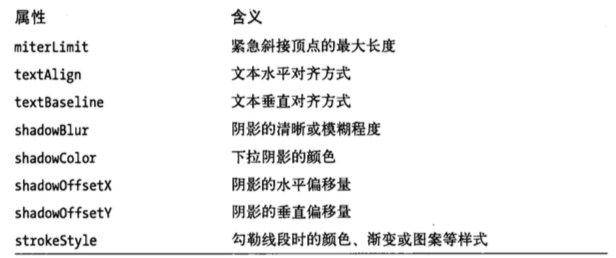 属性 含义
miterLimit 紧急斜接顶点的最大长度
textAlign 文本水平对齐方式
textBaseline 文本垂直对齐方式
shadowBlur 阴影的清晰或模糊程度
shadowColor 下拉阴影的颜色
shadowOffsetX 阴影的水平偏移量
shadowOffsetY 阴影的垂直偏移量
strokeStyle 勾勒线段时的颜色、渐变或图案等样式